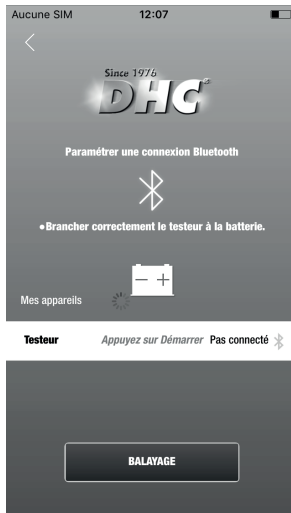 Aucune SIM 12:07
Since 1976
DHC®
Paramétrer une connexion Bluetooth
•Brancher correctement le testeur à la batterie.
Mes appareils
Testeur Appuyez sur Démarrer Pas connecté
BALAYAGE